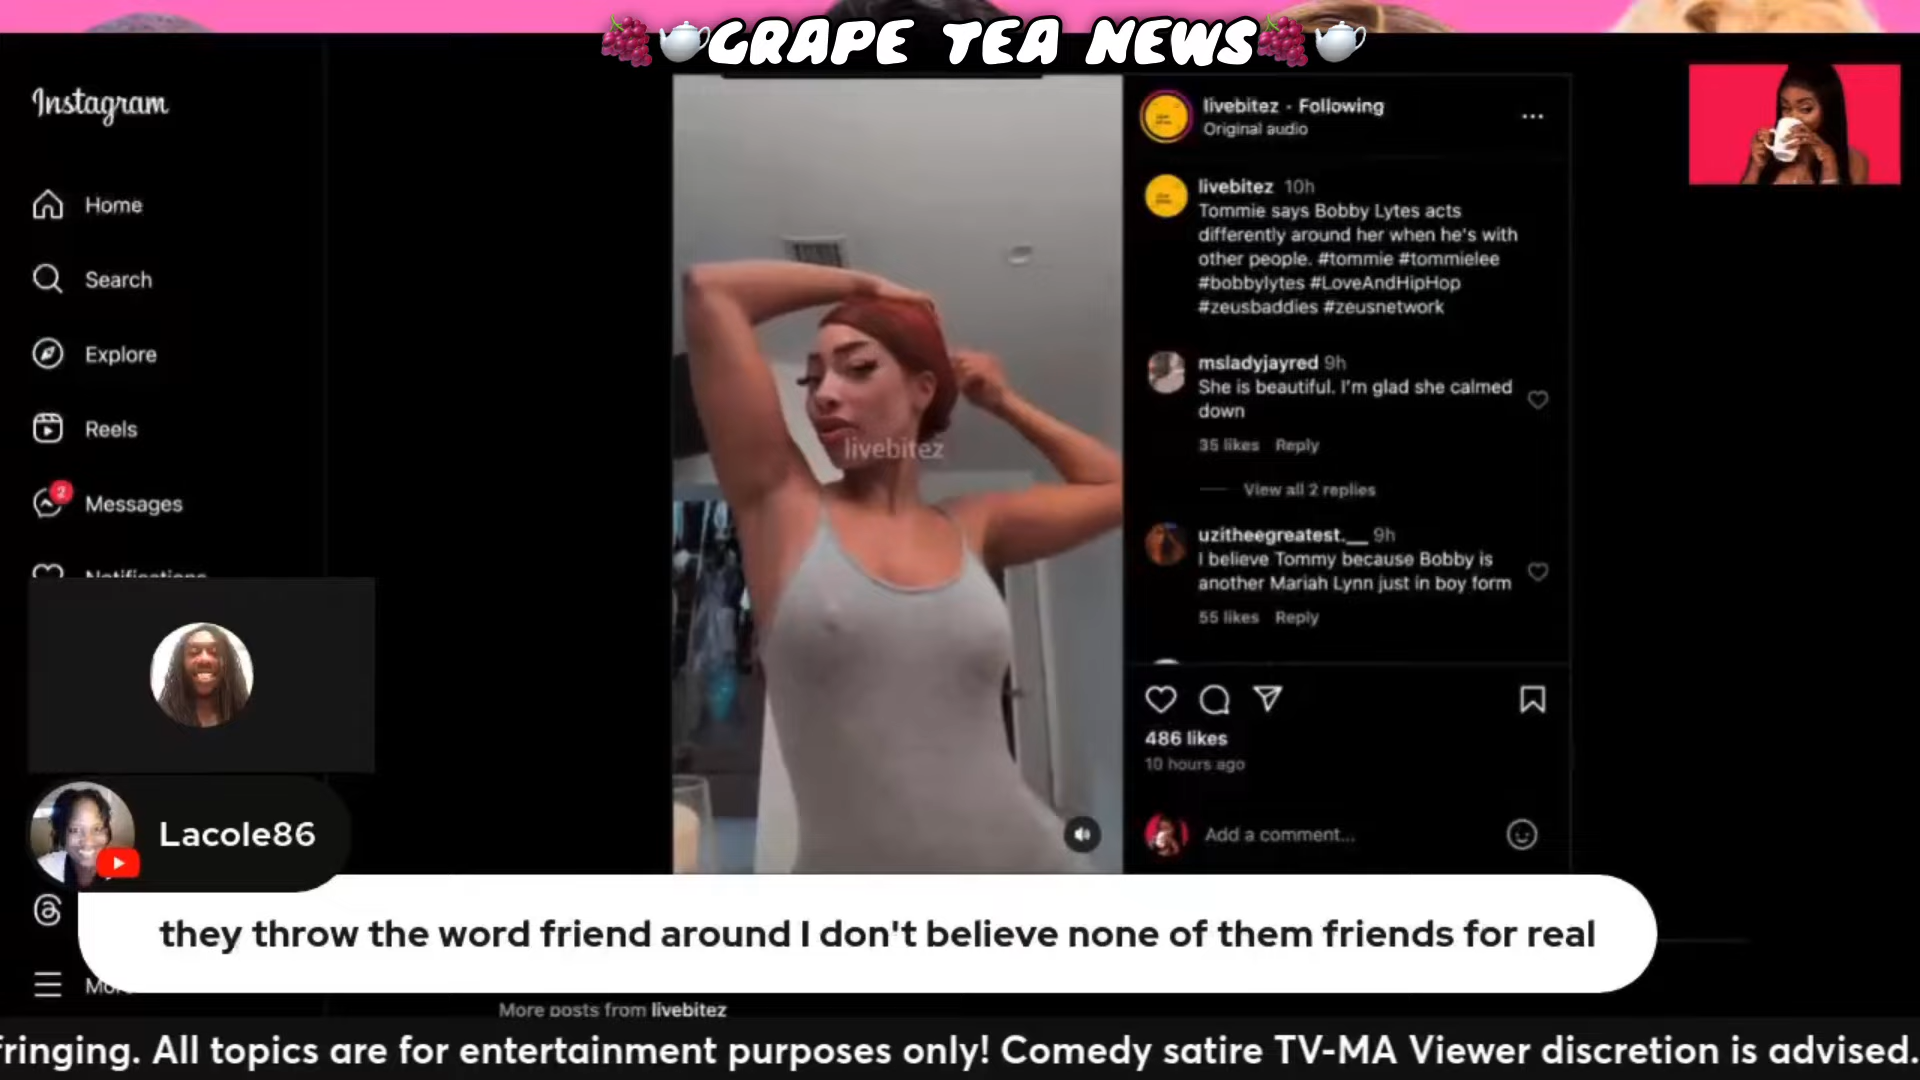 GRAPE TEA NEWS
Instagram
Home
Search
Explore
Reels
2
Messages
Notifications
livebitez
livebitez • Following
Original audio
livebitez 10h
Tommie says Bobby Lytes acts
differently around her when he's with
other people. #tommie #tommielee
#bobbylytes #LoveAndHipHop
#zeusbaddies #zeusnetwork
msladyjayred 9h
She is beautiful. I'm glad she calmed
down
35 likes Reply
View all 2 replies
uzitheegreatest.__ 9h
I believe Tommy because Bobby is
another Mariah Lynn just in boy form
55 likes Reply
486 likes
10 hours ago
Add a comment...
Lacole86
they throw the word friend around I don't believe none of them friends for real
More
More posts from livebitez
fringing. All topics are for entertainment purposes only! Comedy satire TV-MA Viewer discretion is advised.